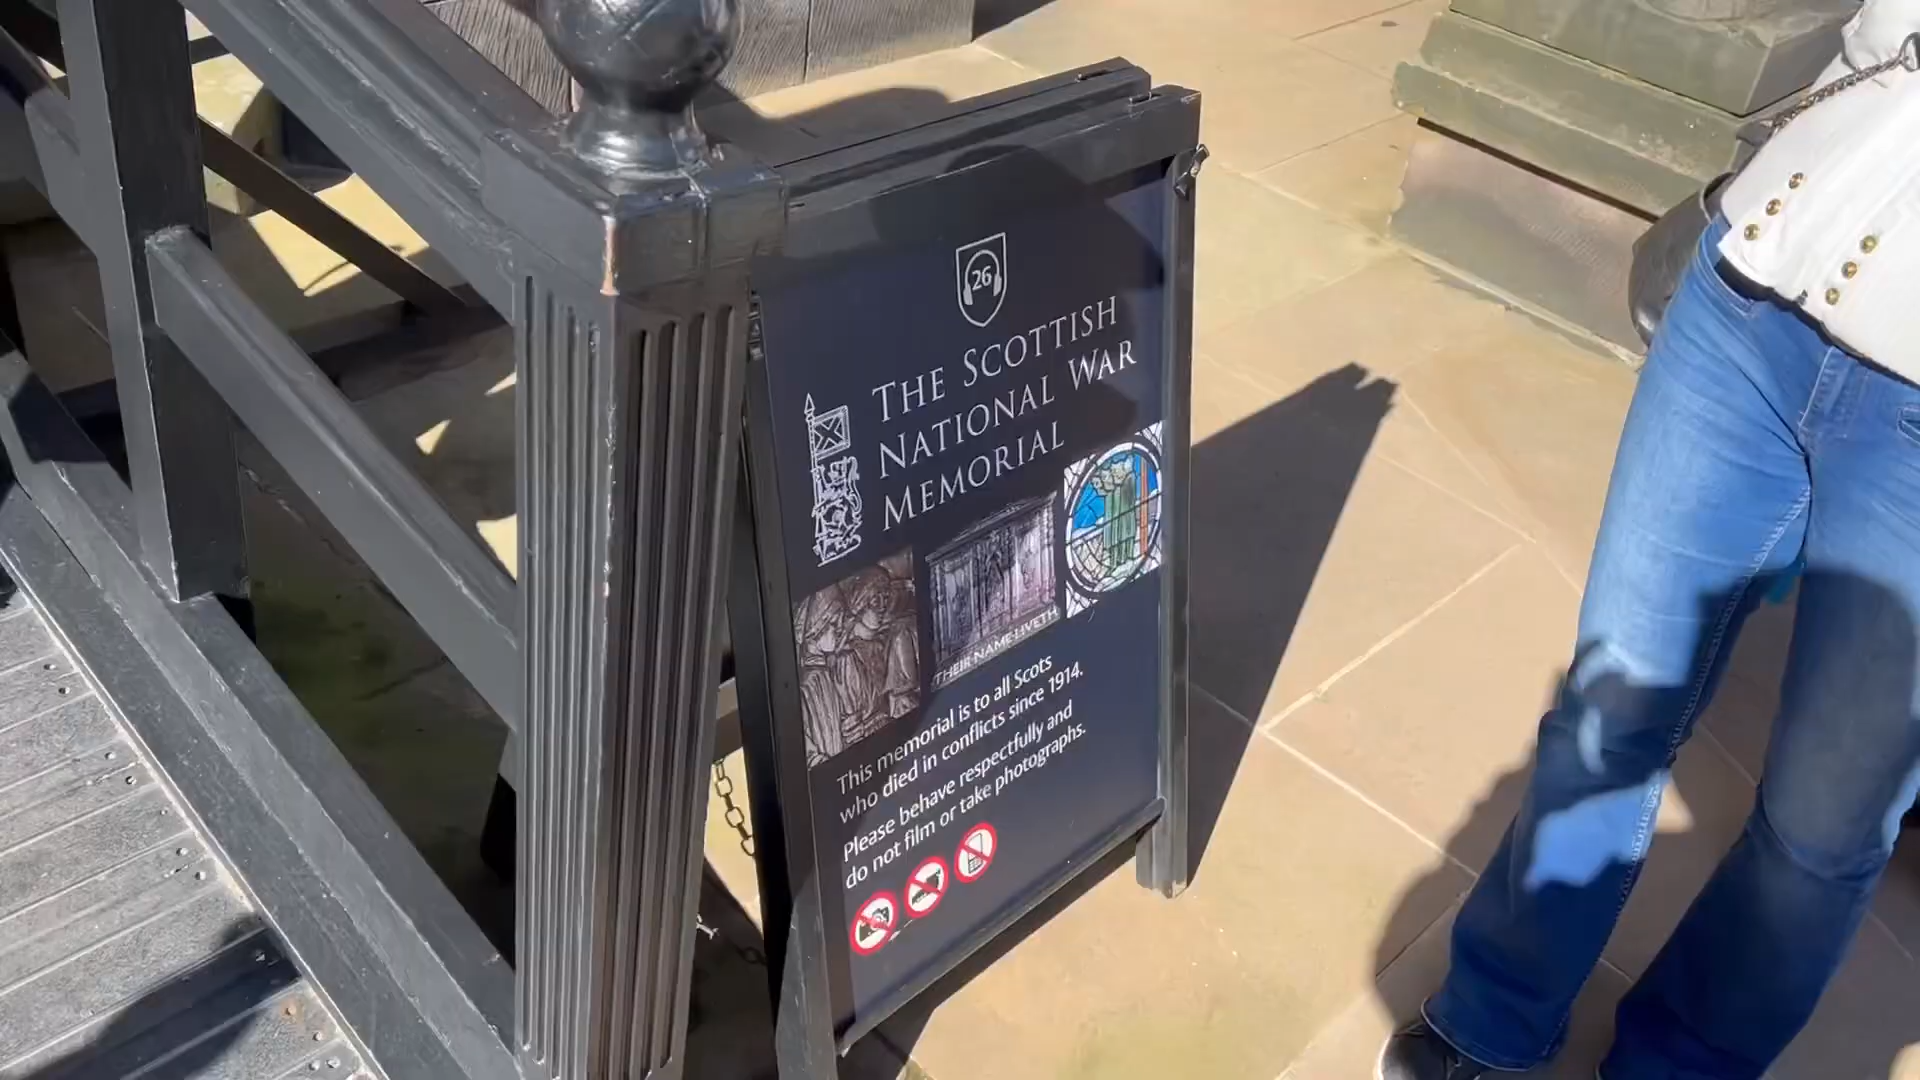 26
THE SCOTTISH
NATIONAL WAR
MEMORIAL
THEIR NAME LIVETH
This memorial is to all Scots
who died in conflicts since 1914.
Please behave respectfully and
do not film or take photographs.